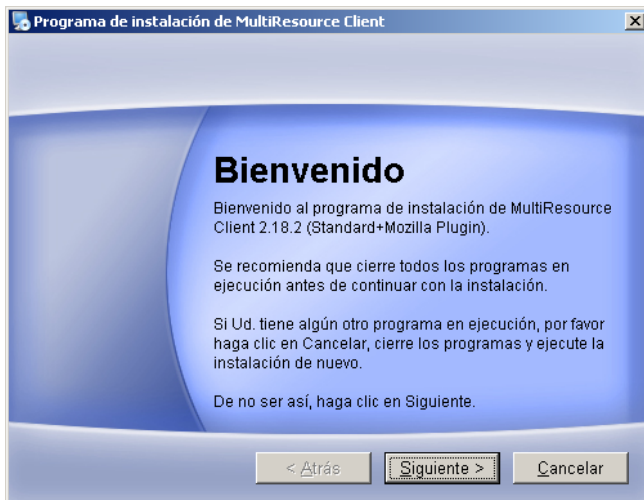 Programa de instalación de MultiResource Client
Bienvenido
Bienvenido al programa de instalación de MultiResource
Client 2.18.2 (Standard+Mozilla Plugin).
Se recomienda que cierre todos los programas en
ejecución antes de continuar con la instalación.
Si Ud. tiene algún otro programa en ejecución, por favor
haga clic en Cancelar, cierre los programas y ejecute la
instalación de nuevo.
De no ser así, haga clic en Siguiente.
< Atrás Siguiente > Cancelar